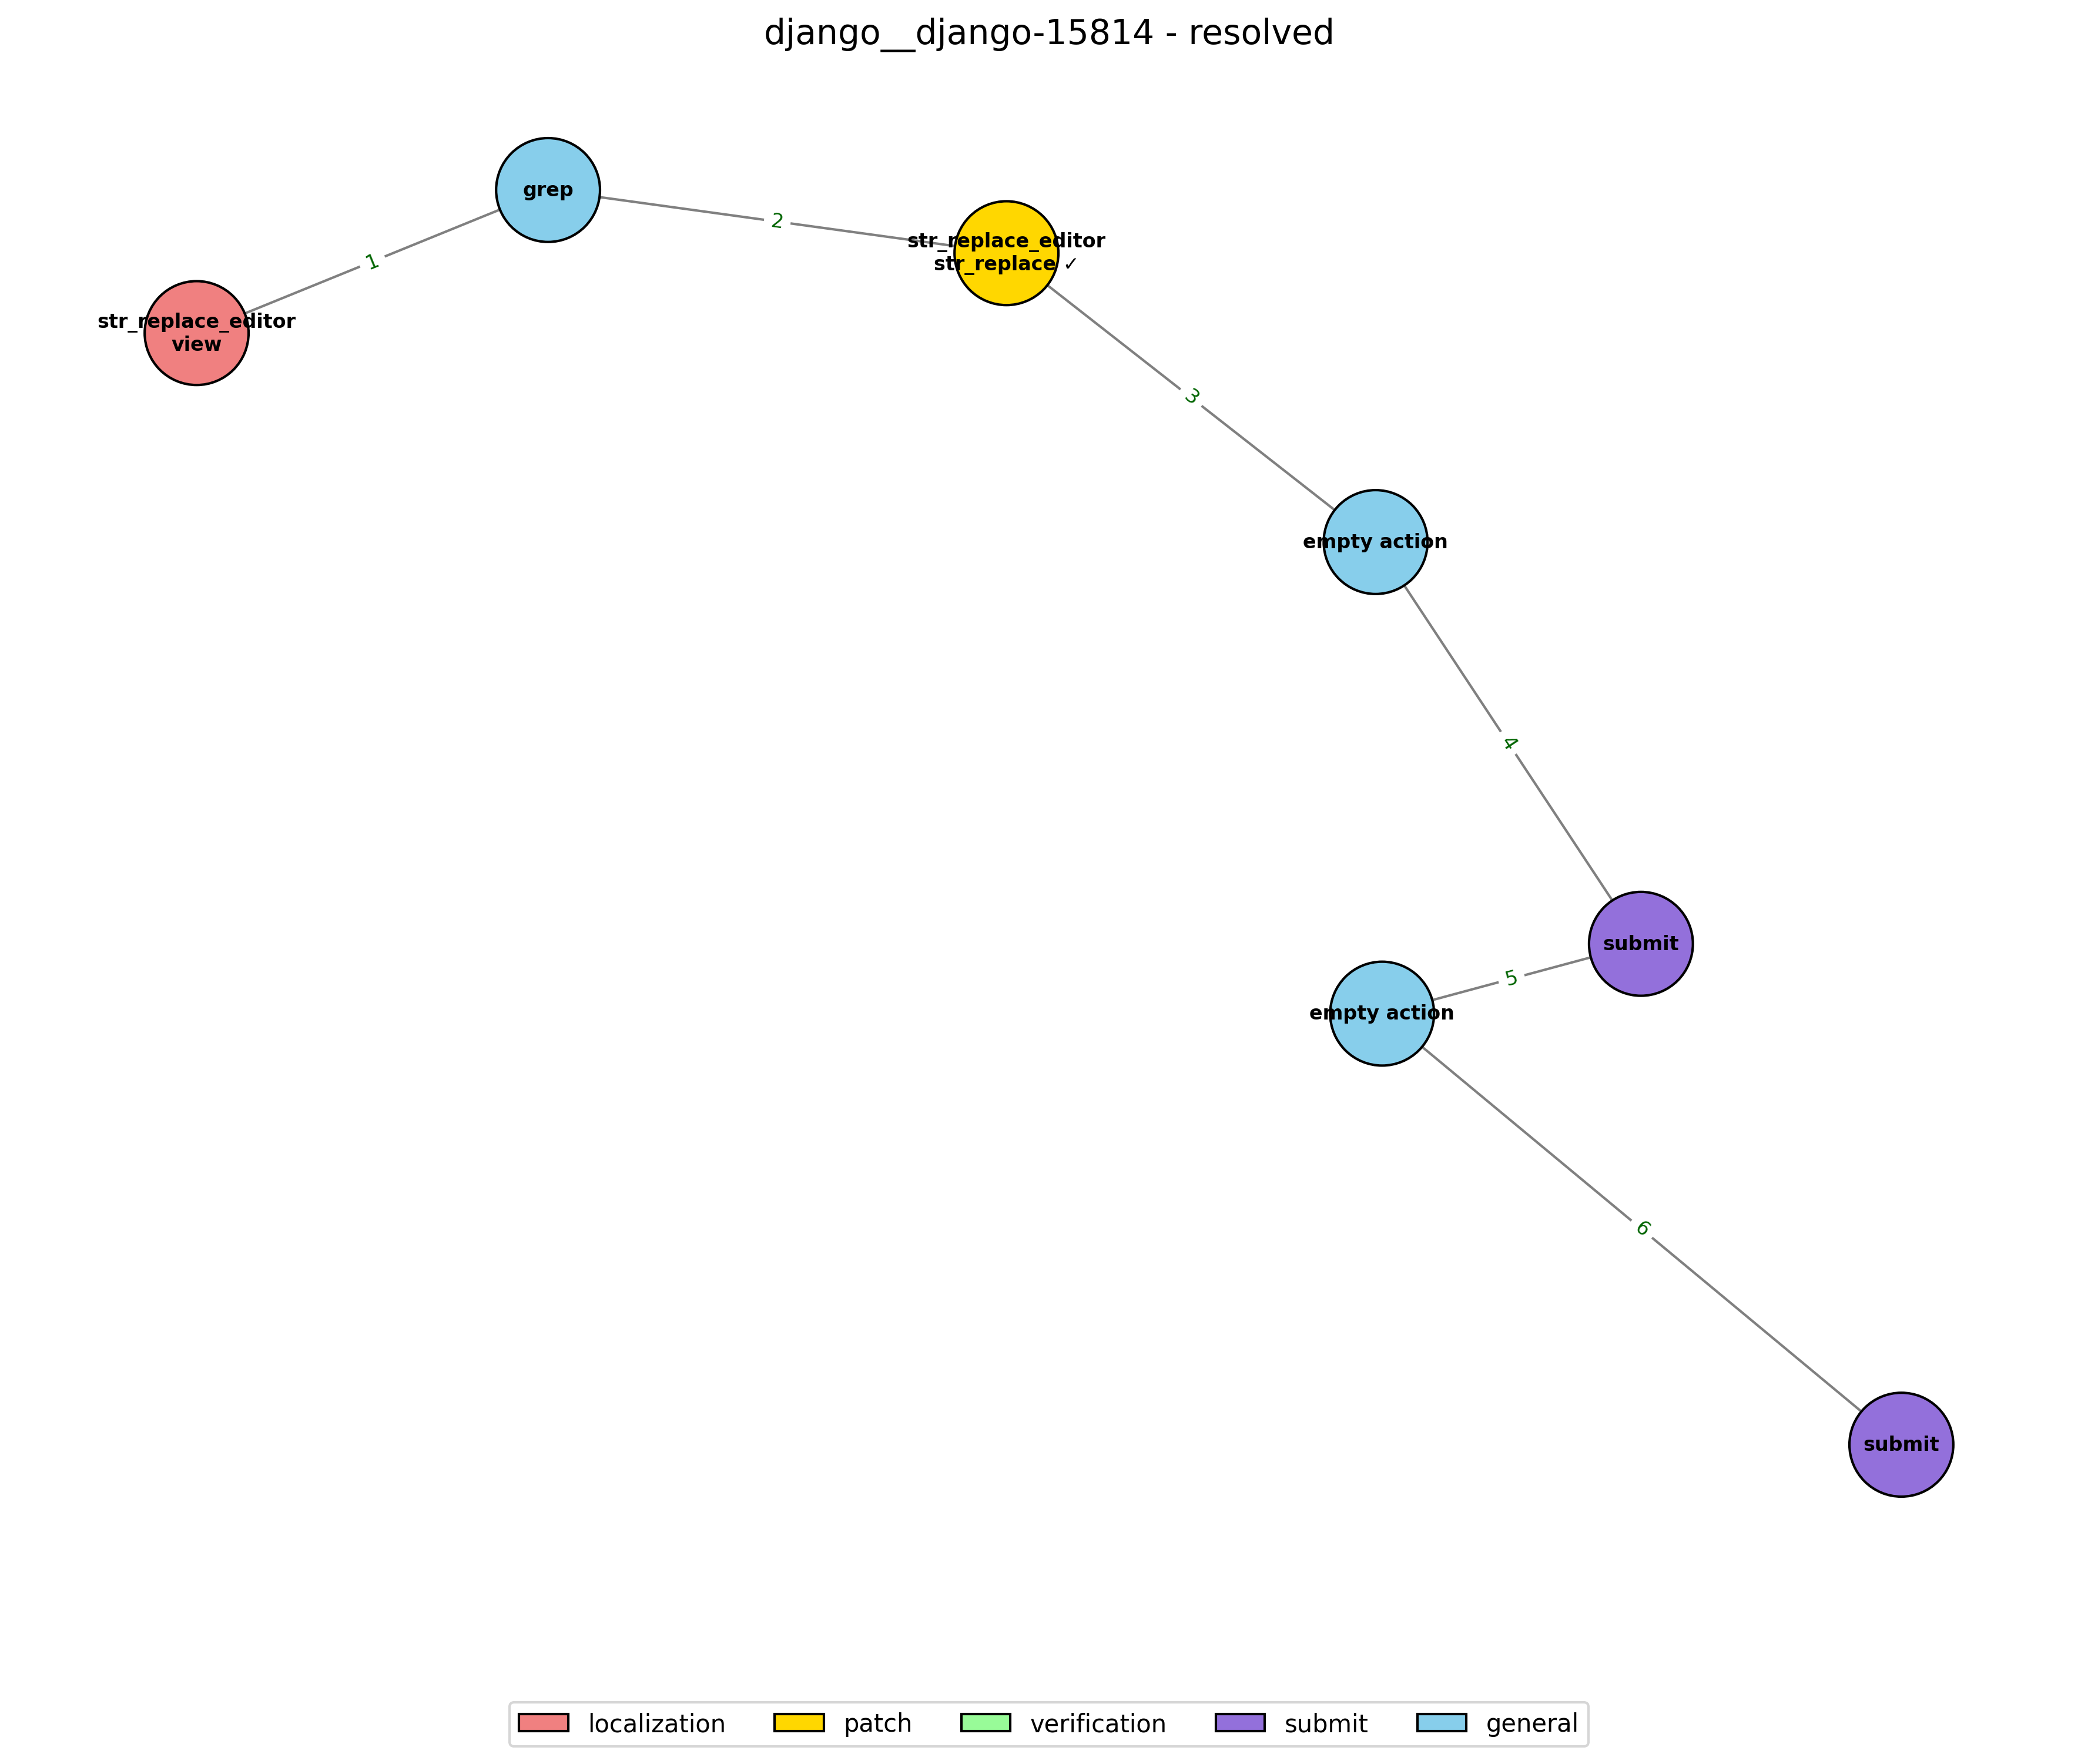 django__django-15814 - resolved
grep
str_replace_editor
view
str_replace_editor
str_replace ✓
empty action
submit
empty action
submit
1
2
3
4
5
6
localization
patch
verification
submit
general